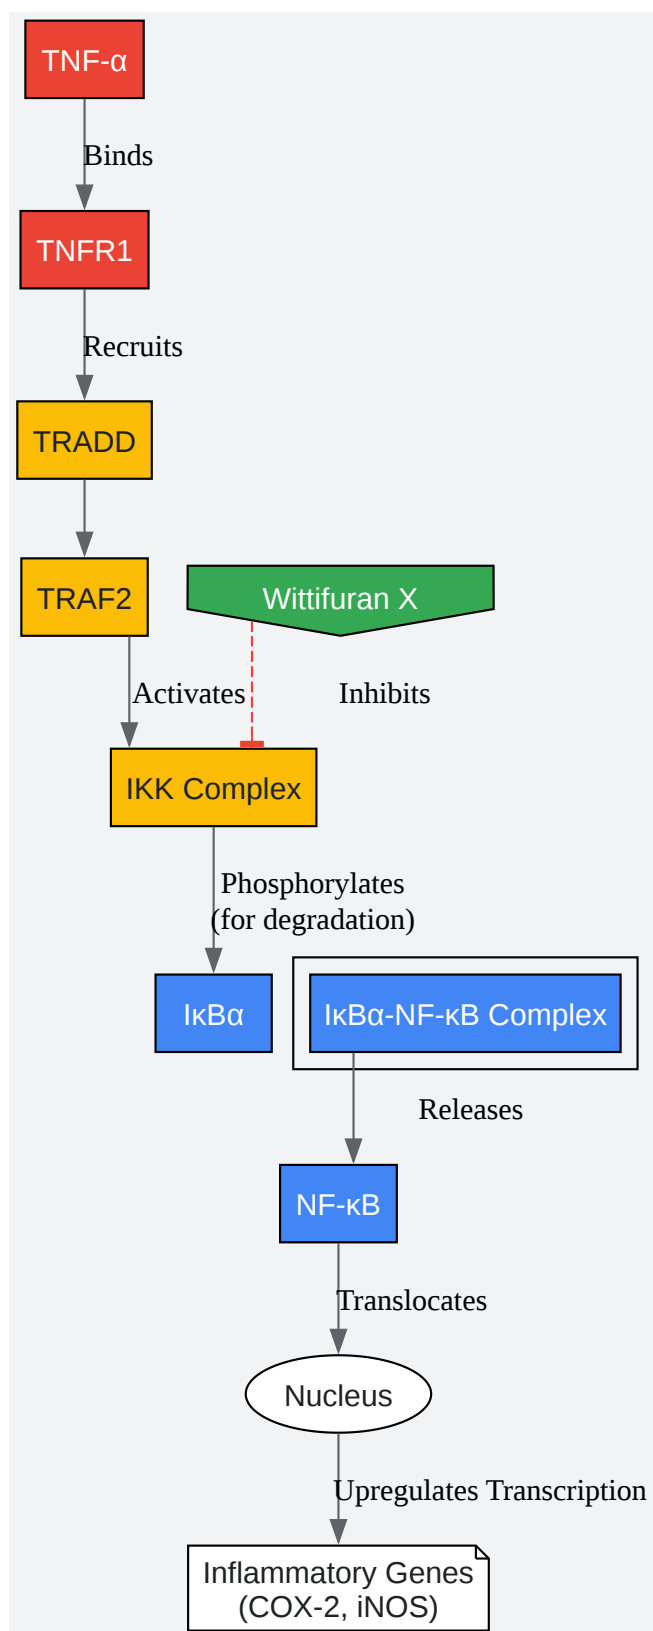 TNF-α
Binds
TNFR1
Recruits
TRADD
TRAF2
Wittifuran X
Activates
Inhibits
IKK Complex
Phosphorylates
(for degradation)
IκBα
IκBα-NF-κB Complex
Releases
NF-κB
Translocates
Nucleus
Upregulates Transcription
Inflammatory Genes
(COX-2, iNOS)